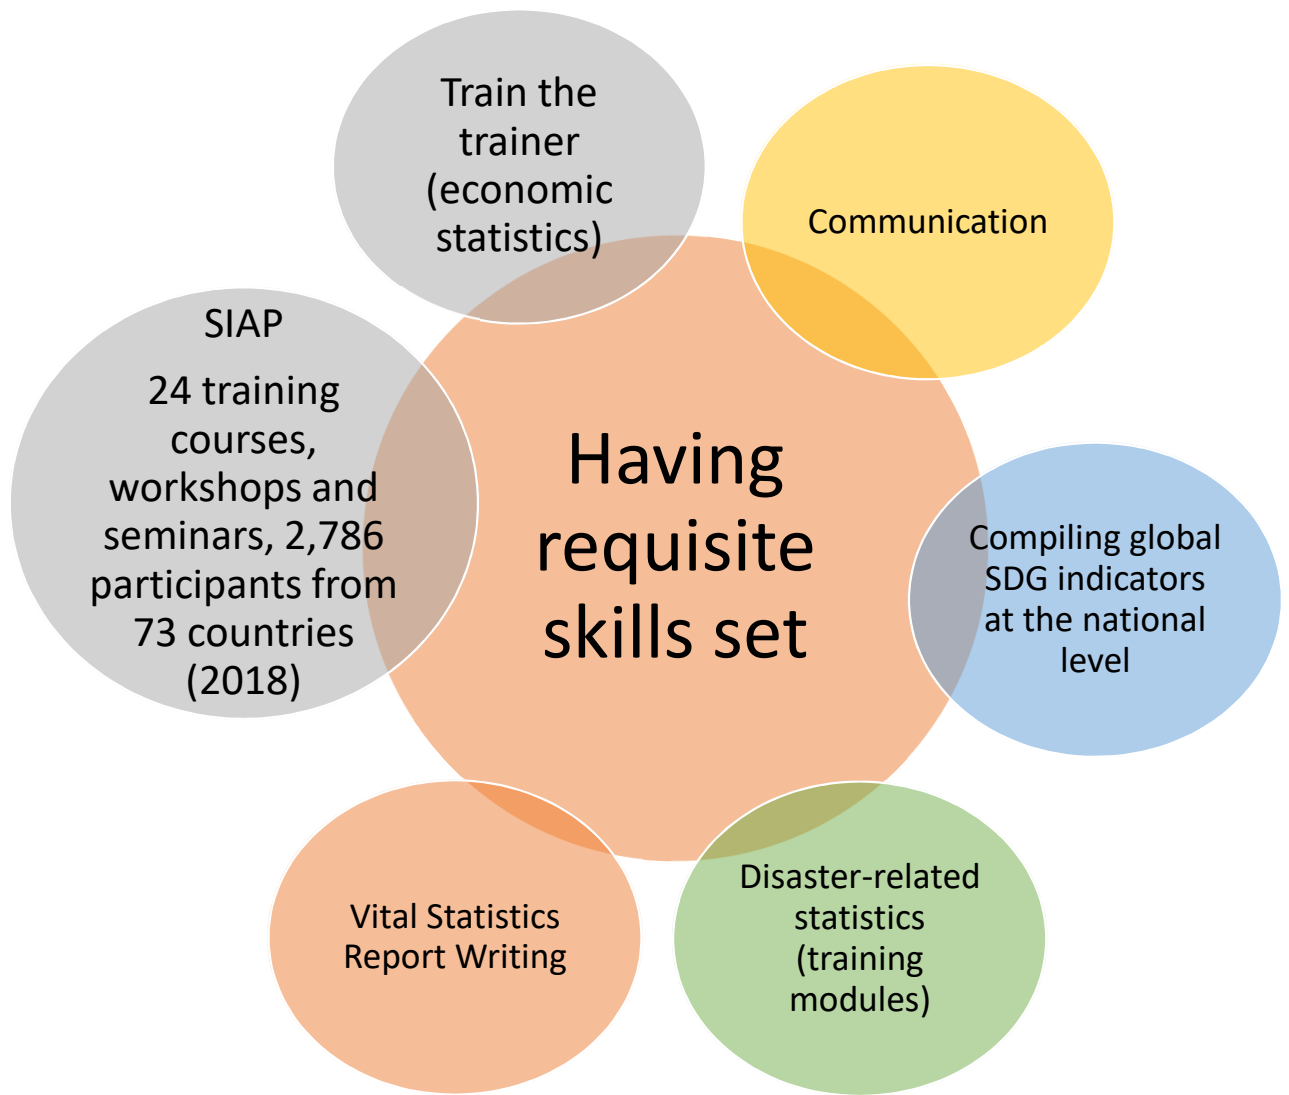 Train the
trainer
(economic
statistics)
Communication
SIAP
24 training
courses,
workshops and
seminars, 2,786
participants from
73 countries
(2018)
Having
requisite
skills set
Compiling global
SDG indicators
at the national
level
Vital Statistics
Report Writing
Disaster-related
statistics
(training
modules)